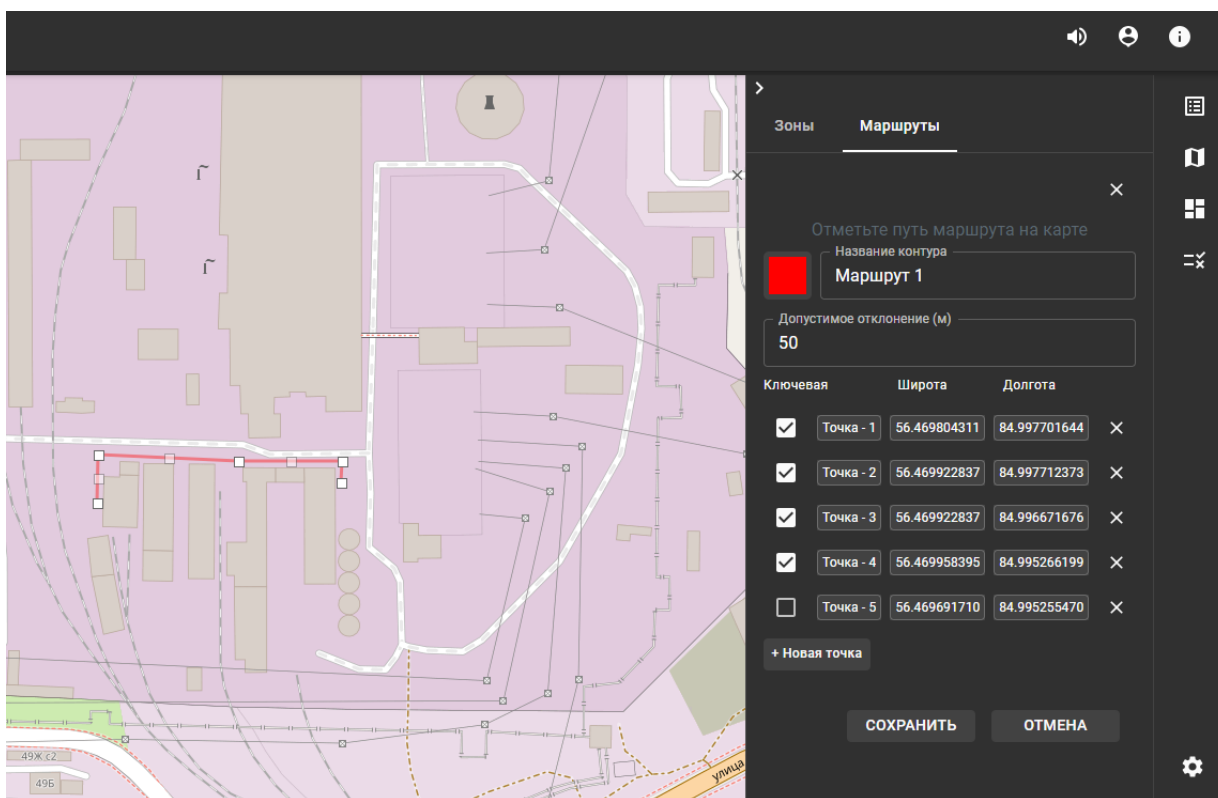 Зоны
Маршруты
Отметьте путь маршрута на карте
Название контура
Маршрут 1
Допустимое отклонение (м)
50
Ключевая Широта Долгота
Точка - 1 56.469804311 84.997701644
Точка - 2 56.469922837 84.997712373
Точка - 3 56.469922837 84.996671676
Точка - 4 56.469958395 84.995266199
Точка - 5 56.469691710 84.995255470
+ Новая точка
СОХРАНИТЬ ОТМЕНА
49Ж с2
49Б
улица